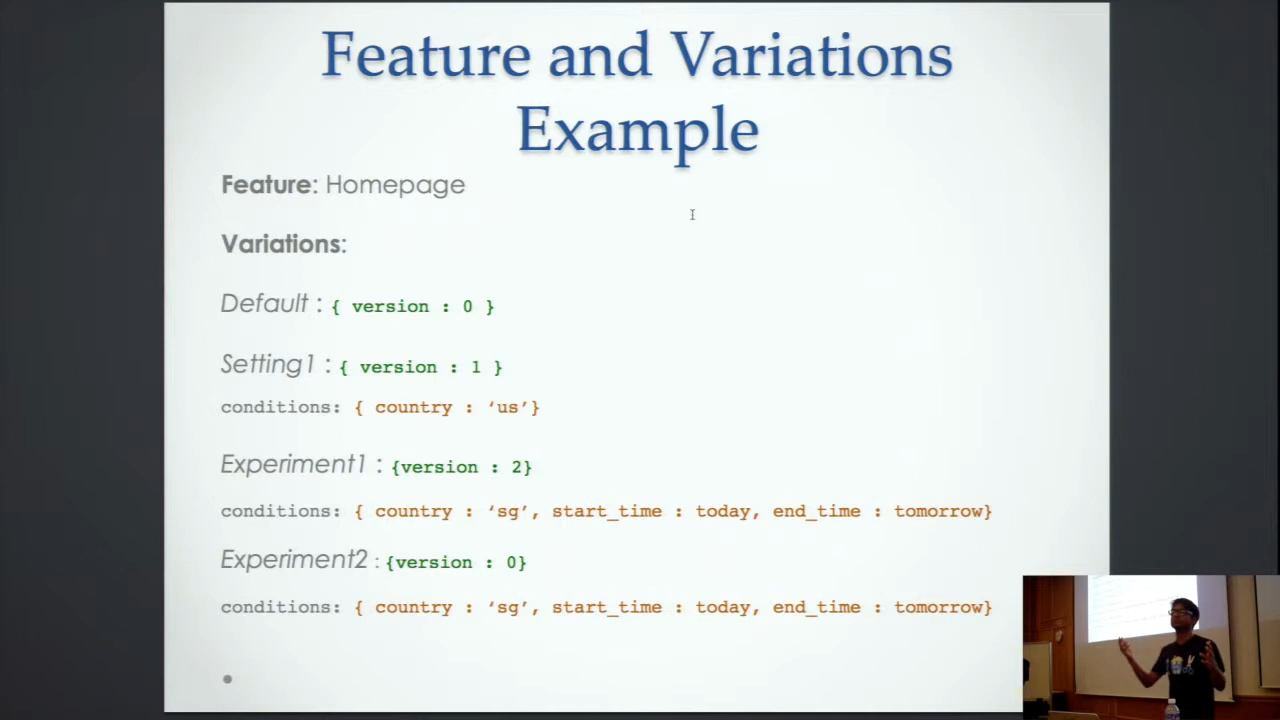 Feature and Variations
Example
Feature: Homepage
Variations:
Default : { version : 0 }
Setting1 : { version : 1 }
conditions: { country : ‘us’}
Experiment1 : {version : 2}
conditions: { country : ‘sg’, start_time : today, end_time : tomorrow}
Experiment2 : {version : 0}
conditions: { country : ‘sg’, start_time : today, end_time : tomorrow}